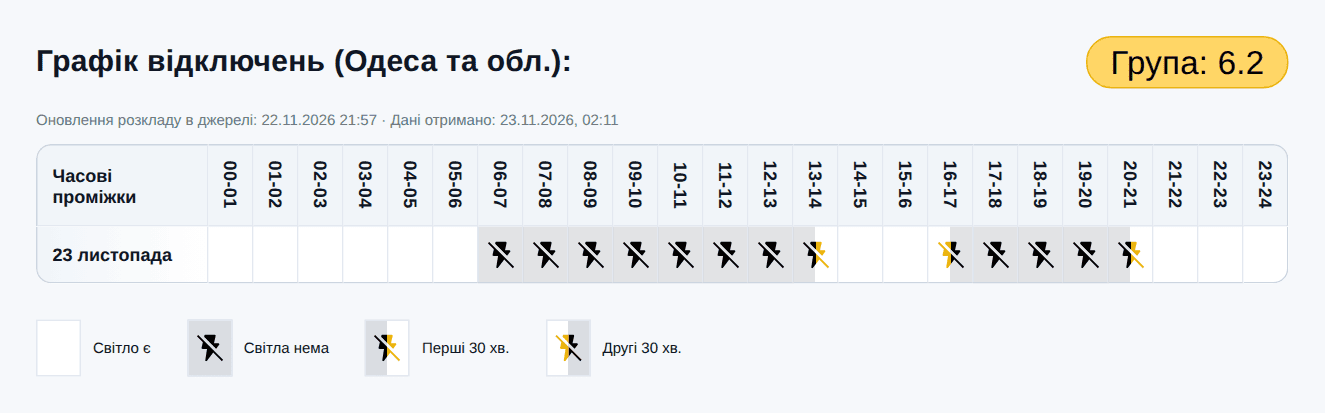 Графік відключень (Одеса та обл.):
Група: 6.2
Оновлення розкладу в джерелі: 22.11.2026 21:57 · Дані отримано: 23.11.2026, 02:11
Часові
проміжки
00-01
01-02
02-03
03-04
04-05
05-06
06-07
07-08
08-09
09-10
10-11
11-12
12-13
13-14
14-15
15-16
16-17
17-18
18-19
19-20
20-21
21-22
22-23
23-24
23 листопада
Світло є
Світла нема
Перші 30 хв.
Другі 30 хв.